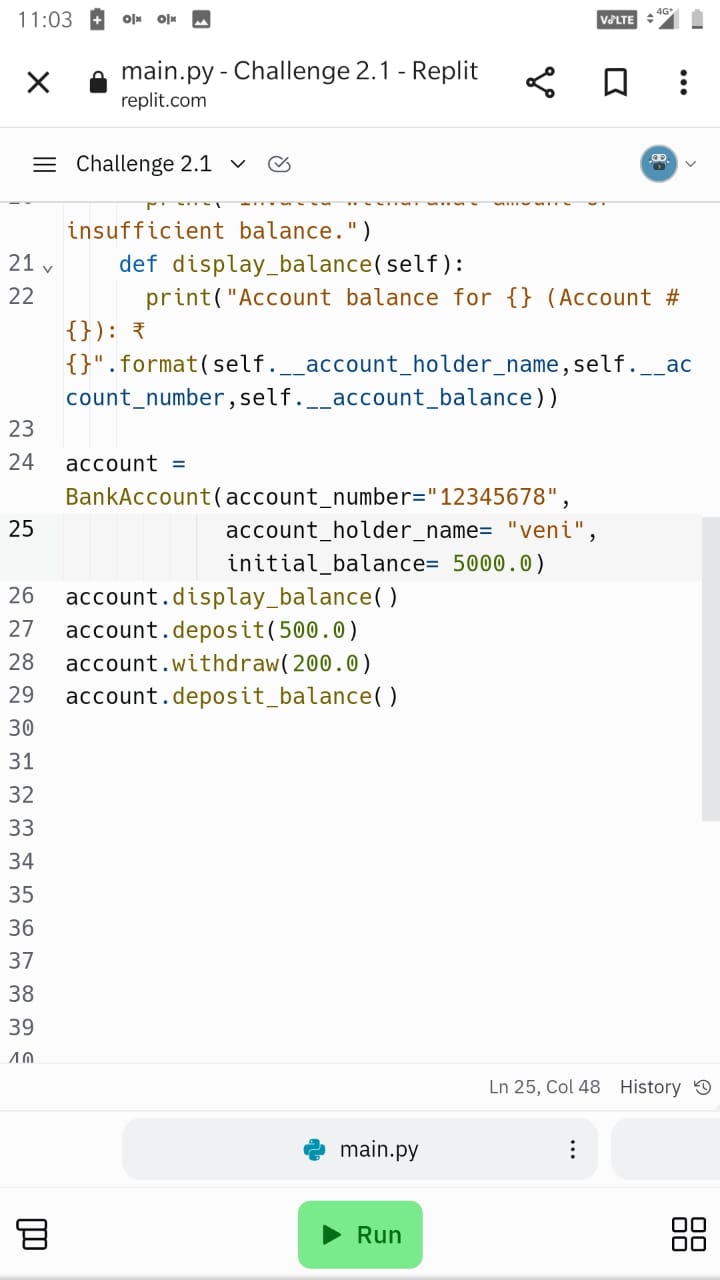 11:03
VoLTE 4G+
main.py - Challenge 2.1 - Replit
replit.com
Challenge 2.1
insufficient balance.")
21 def display_balance(self):
22 print("Account balance for {} (Account #
{}): ₹
{}".format(self.__account_holder_name,self.__ac
count_number,self.__account_balance))
23
24 account =
BankAccount(account_number="12345678",
25 account_holder_name= "veni",
initial_balance= 5000.0)
26 account.display_balance()
27 account.deposit(500.0)
28 account.withdraw(200.0)
29 account.deposit_balance()
30
31
32
33
34
35
36
37
38
39
40
Ln 25, Col 48 History
main.py
Run